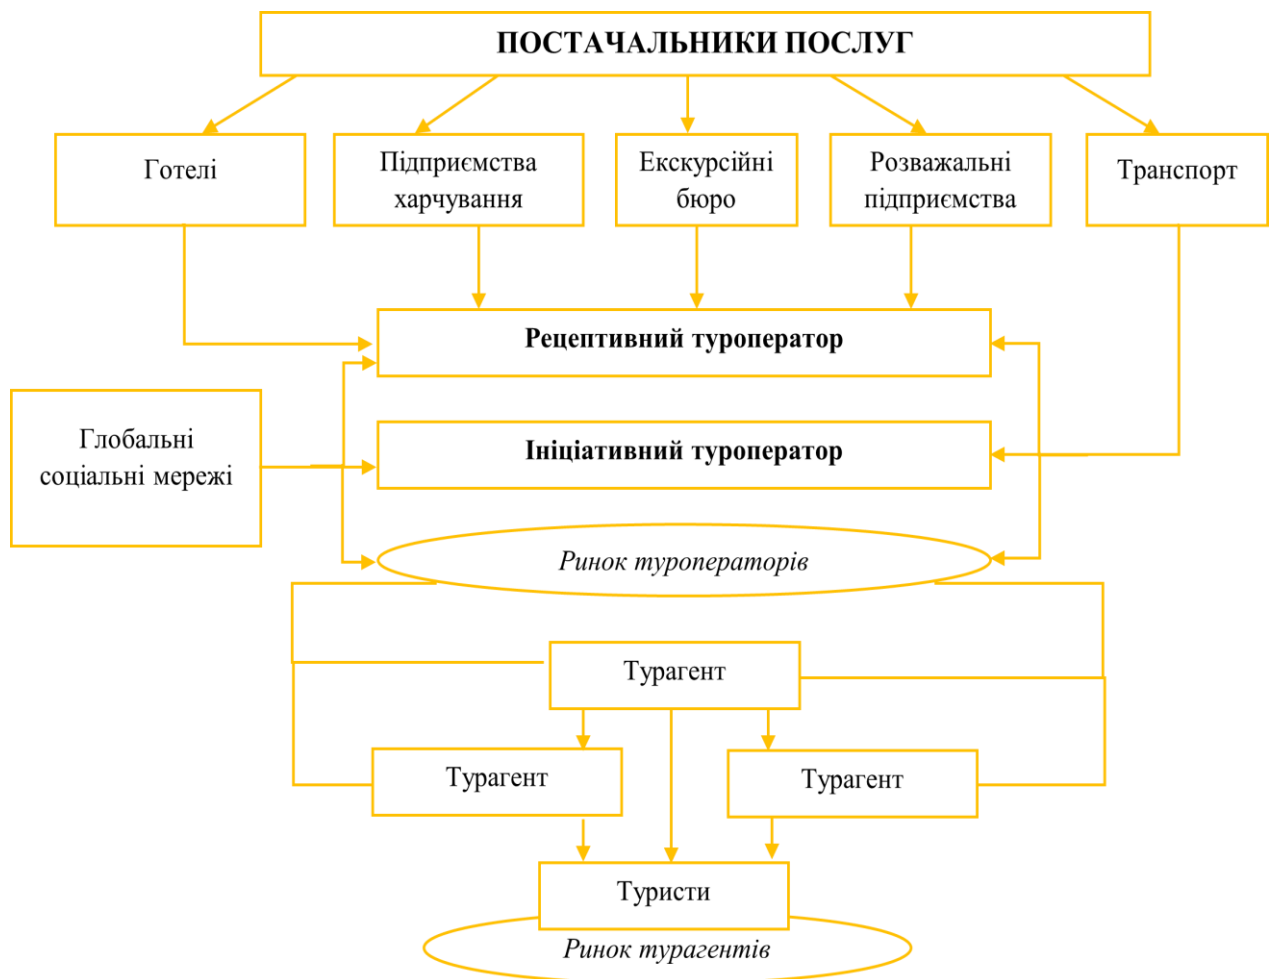 ПОСТАЧАЛЬНИКИ ПОСЛУГ
Готелі
Підприємства
харчування
Екскурсійні
бюро
Розважальні
підприємства
Транспорт
Рецептивний туроператор
Глобальні
соціальні мережі
Ініціативний туроператор
Ринок туроператорів
Турагент
Турагент
Турагент
Туристи
Ринок турагентів